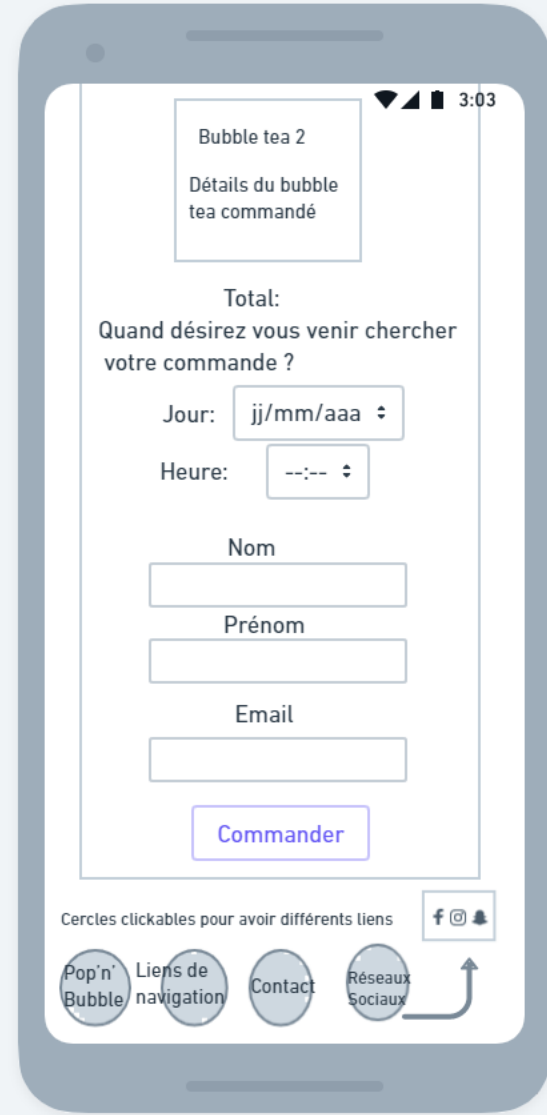 3:03
Bubble tea 2
Détails du bubble
tea commandé
Total:
Quand désirez vous venir chercher
votre commande ?
Jour: jj/mm/aaa
Heure: --:--
Nom
Prénom
Email
Commander
Cercles clickables pour avoir différents liens
Pop'n'
Bubble
Liens de
navigation
Contact
Réseaux
Sociaux